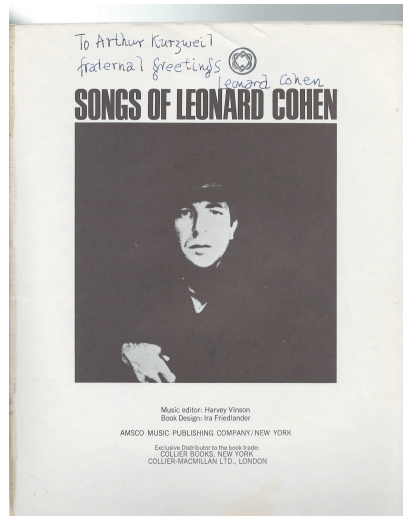 To Arthur Kurzweil
fraternal greetings
Leonard Cohen
SONGS OF LEONARD COHEN
Music editor: Harvey Vinson
Book Design: Ira Friedlander
AMSCO MUSIC PUBLISHING COMPANY/NEW YORK
Exclusive Distributor to the book trade:
COLLIER BOOKS, NEW YORK
COLLIER-MACMILLAN LTD., LONDON